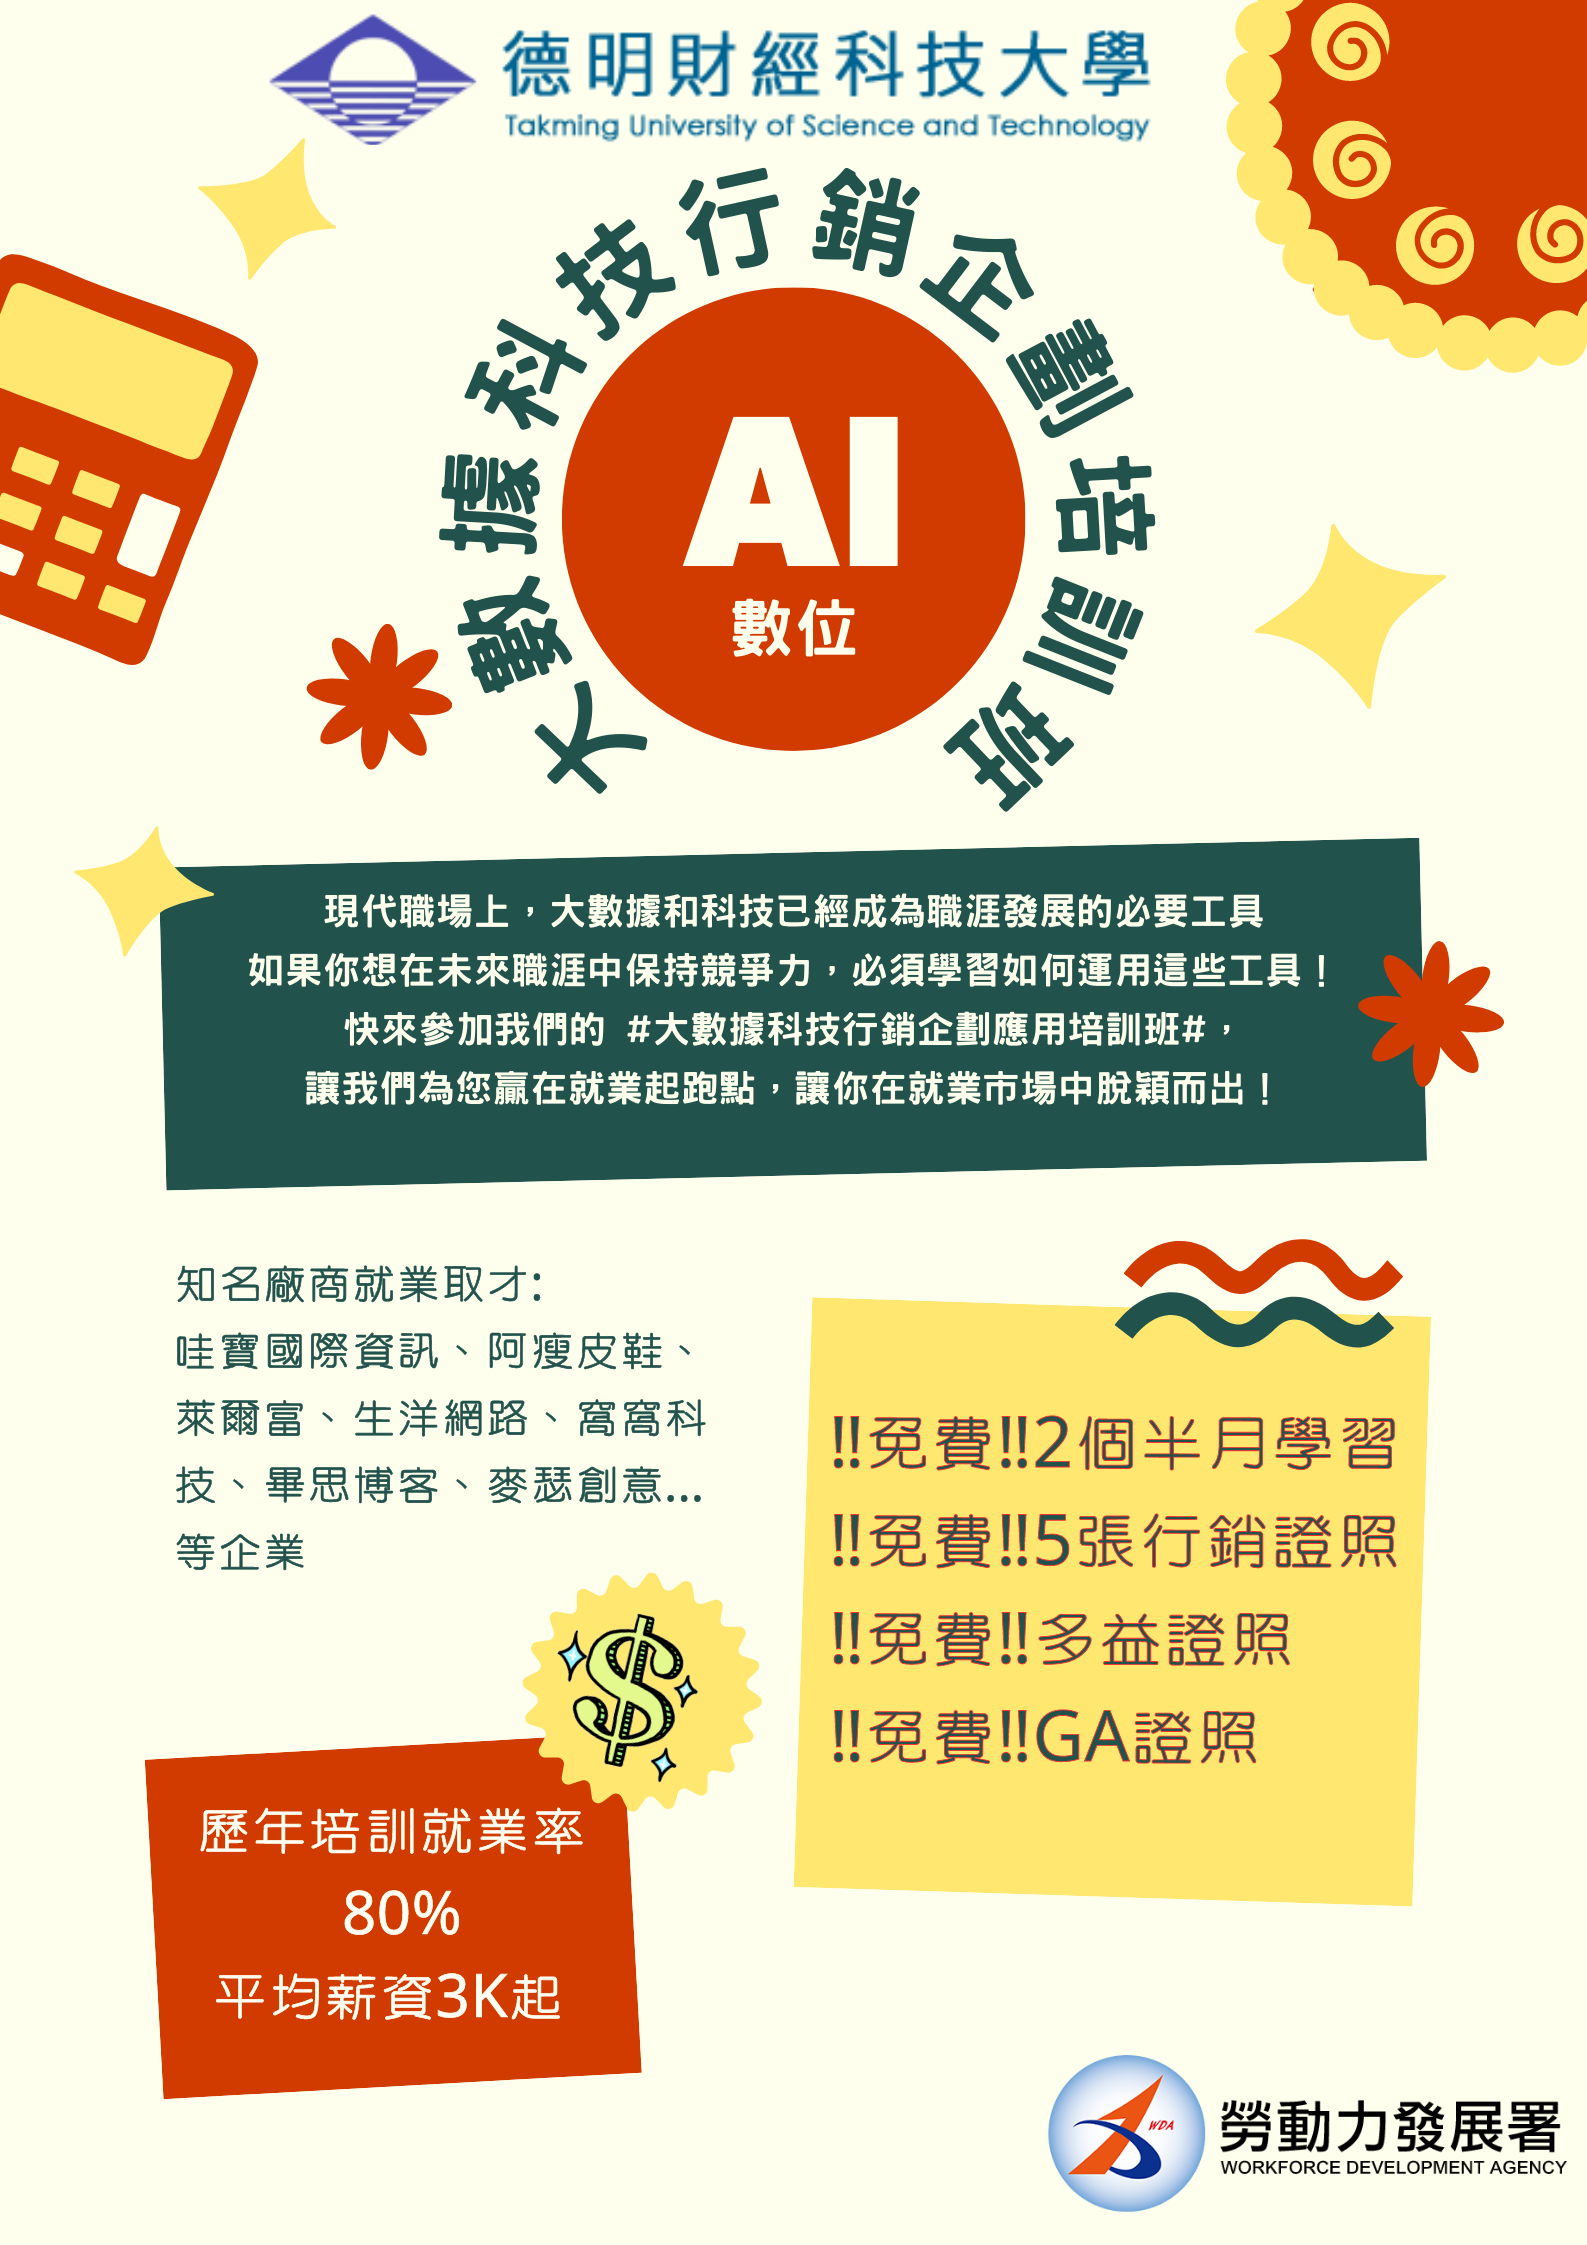 德明財經科技大學
Takming University of Science and Technology
大數據科技行銷企劃培訓班
AI
數位
現代職場上，大數據和科技已經成為職涯發展的必要工具
如果你想在未來職涯中保持競爭力，必須學習如何運用這些工具！
快來參加我們的 #大數據科技行銷企劃應用培訓班#，
讓我們為您贏在就業起跑點，讓你在就業市場中脫穎而出！
知名廠商就業取才:
哇寶國際資訊、阿瘦皮鞋、
萊爾富、生洋網路、窩窩科
技、畢思博客、麥瑟創意...
等企業
!!免費!!2個半月學習
!!免費!!5張行銷證照
!!免費!!多益證照
!!免費!!GA證照
歷年培訓就業率
80%
平均薪資3K起
WDA
勞動力發展署
WORKFORCE DEVELOPMENT AGENCY